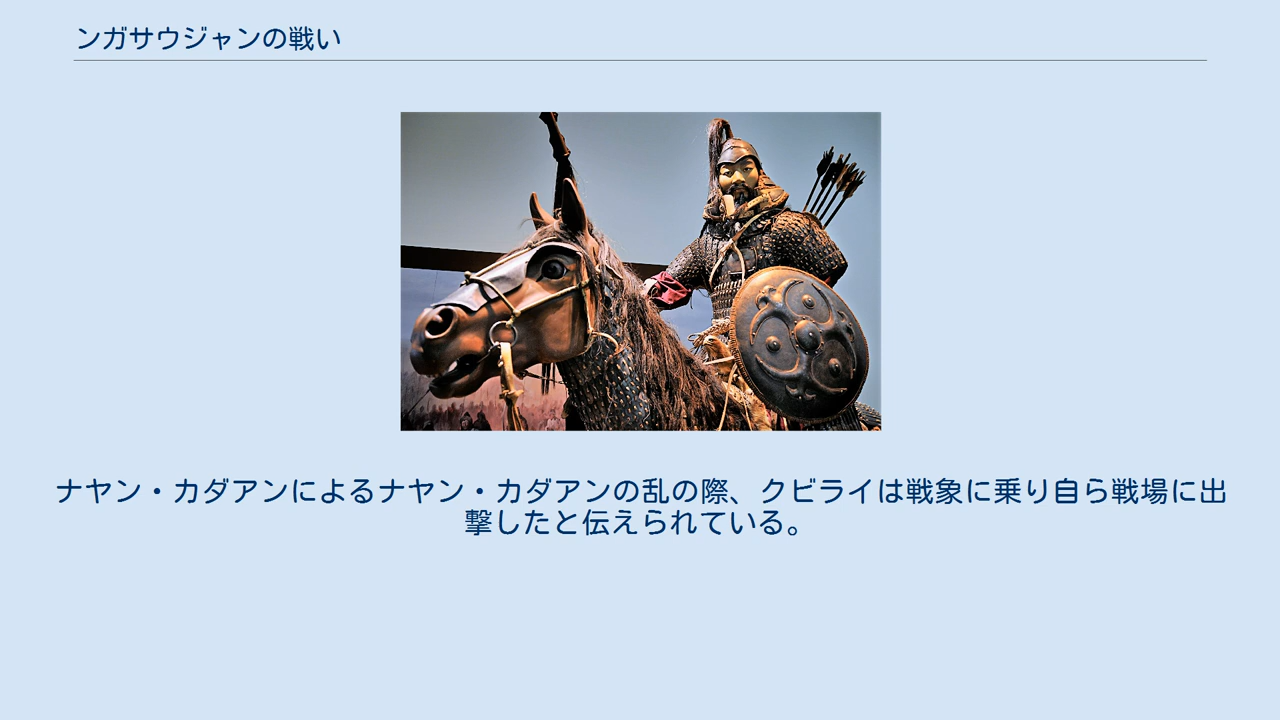 ンガサウジャンの戦い
ナヤン・カダアンによるナヤン・カダアンの乱の際、クビライは戦象に乗り自ら戦場に出
撃したと伝えられている。